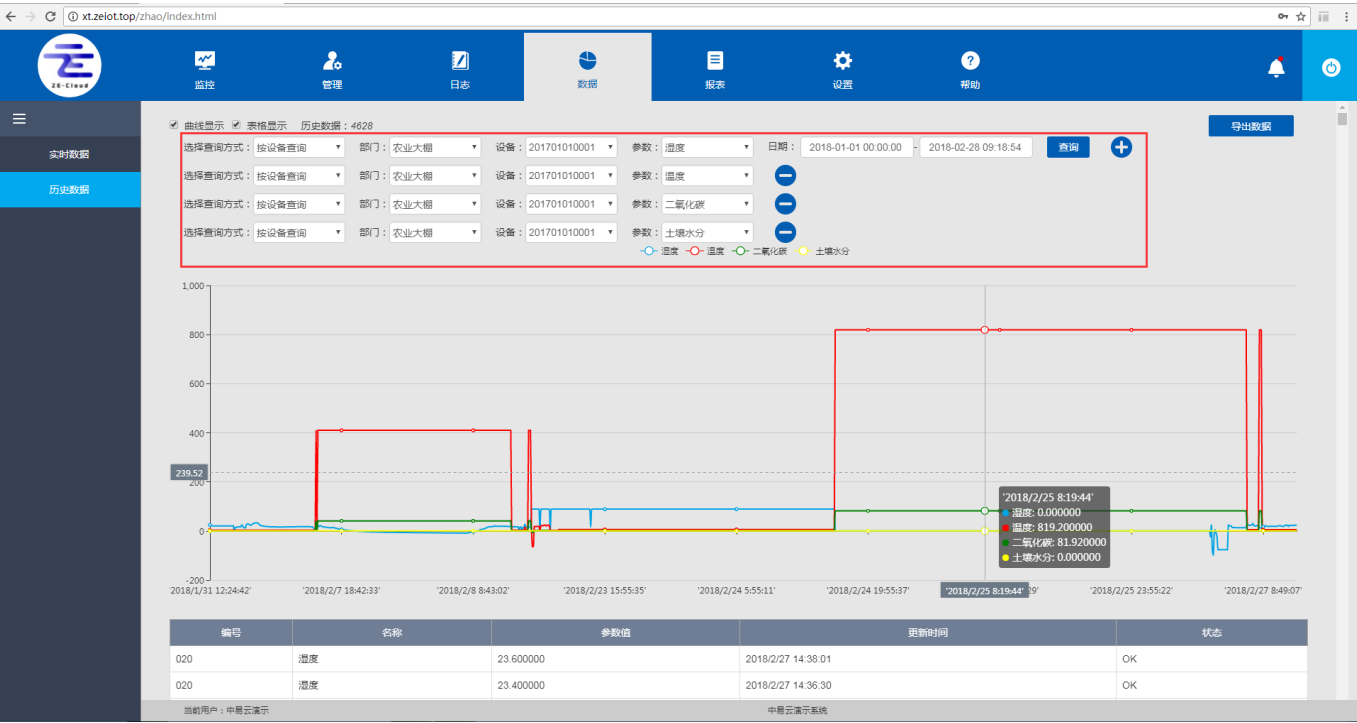 xt.zeiot.top/zhao/index.html
ZE-Cloud
监控 管理 日志 数据 报表 设置 帮助
实时数据
历史数据
曲线显示 表格显示 历史数据：4628 导出数据
选择查询方式：按设备查询 部门：农业大棚 设备：201701010001 参数：湿度 日期： 2018-01-01 00:00:00 - 2018-02-28 09:18:54 查询
选择查询方式：按设备查询 部门：农业大棚 设备：201701010001 参数：温度
选择查询方式：按设备查询 部门：农业大棚 设备：201701010001 参数：二氧化碳
选择查询方式：按设备查询 部门：农业大棚 设备：201701010001 参数：土壤水分
湿度 温度 二氧化碳 土壤水分
1,000
800
600
400
239.52
200
0
-200
'2018/2/25 8:19:44'
湿度: 0.000000
温度: 819.200000
二氧化碳: 81.920000
土壤水分: 0.000000
'2018/1/31 12:24:42' '2018/2/7 18:42:33' '2018/2/8 8:43:02' '2018/2/23 15:55:35' '2018/2/24 5:55:11' '2018/2/24 19:55:37' '2018/2/25 8:19:44' 29' '2018/2/25 23:55:22' '2018/2/27 8:49:07'
编号 名称 参数值 更新时间 状态
020 湿度 23.600000 2018/2/27 14:38:01 OK
020 湿度 23.400000 2018/2/27 14:36:30 OK
当前用户：中易云演示 中易云演示系统